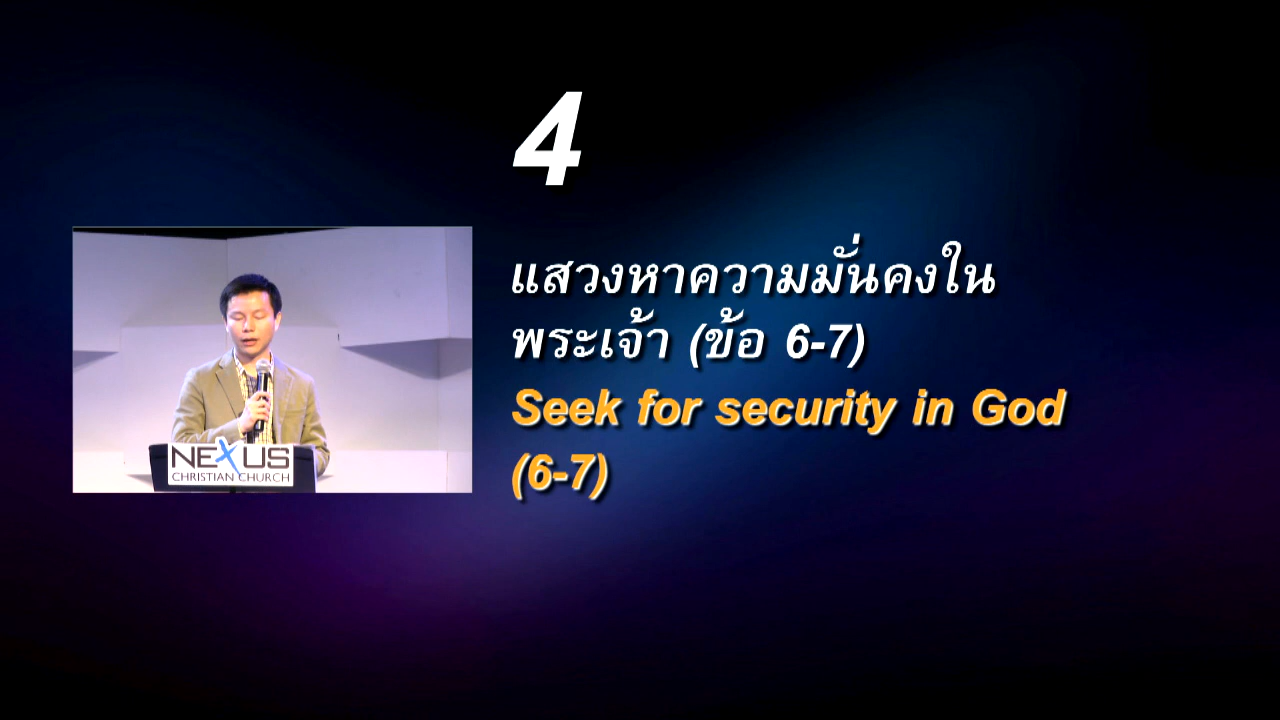 4
แสวงหาความมั่นคงใน
พระเจ้า (ข้อ 6-7)
Seek for security in God
(6-7)
NEXUS
CHRISTIAN CHURCH